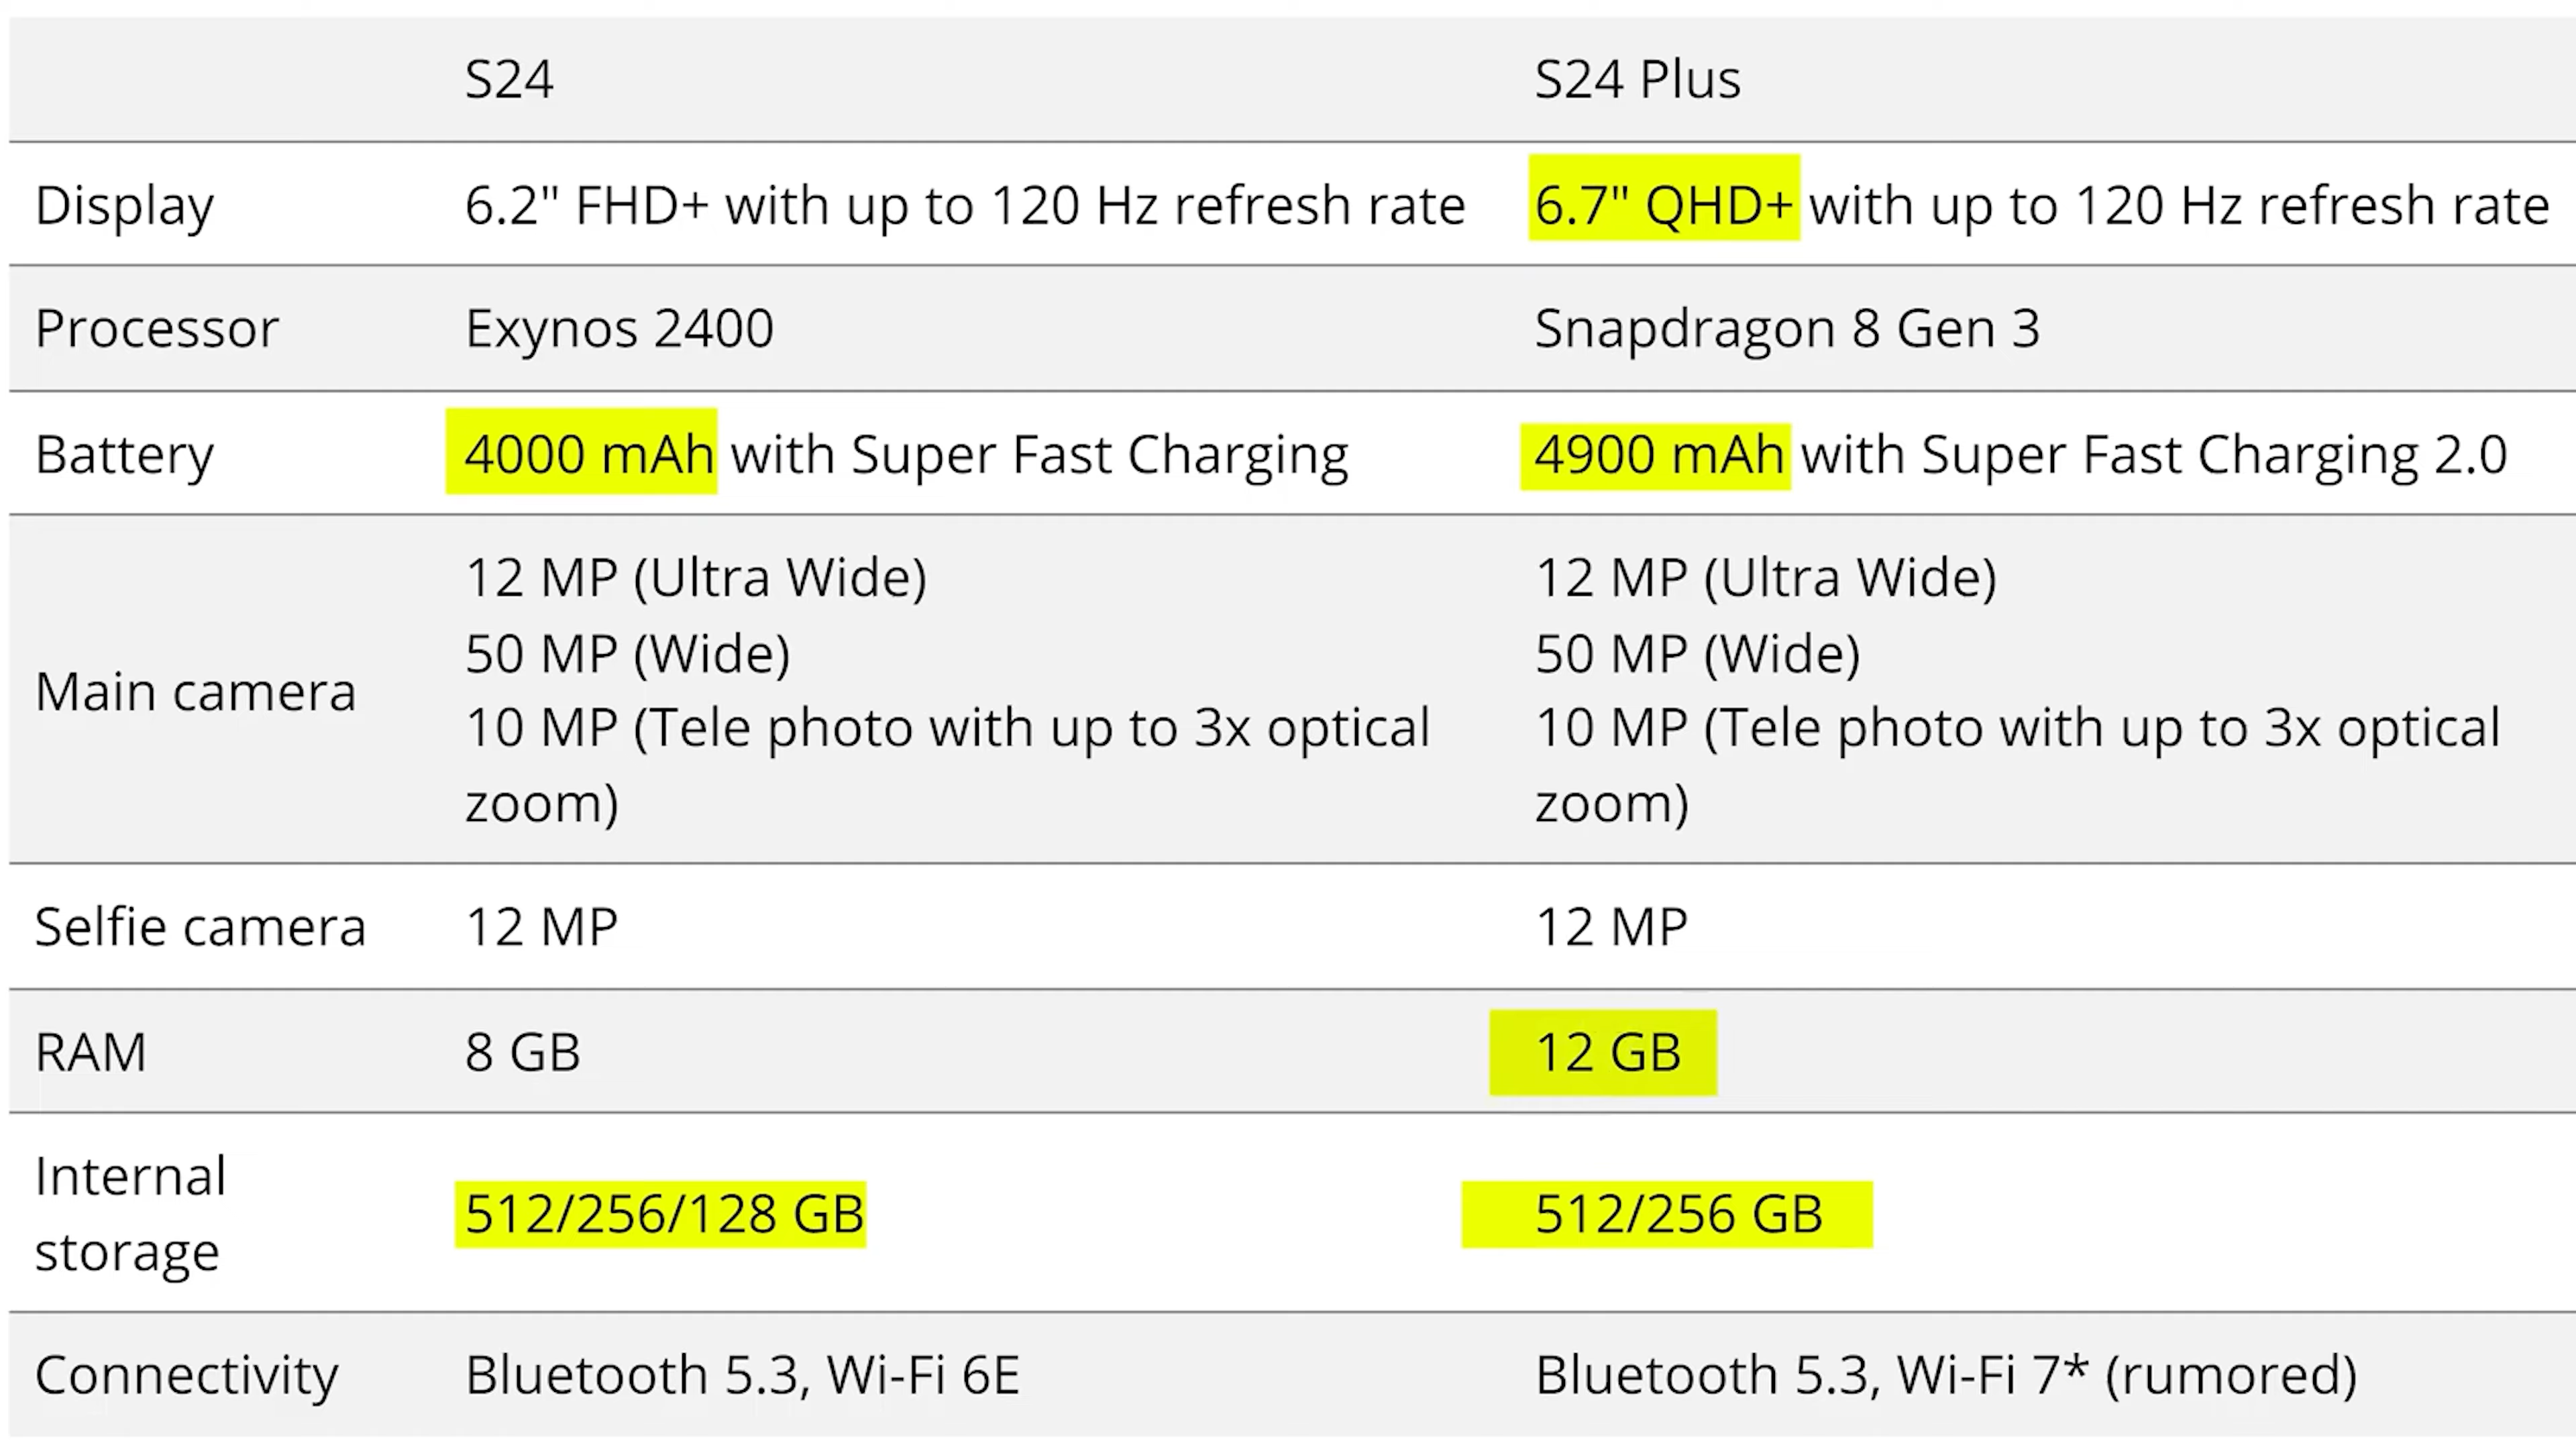 S24 S24 Plus
Display 6.2" FHD+ with up to 120 Hz refresh rate 6.7" QHD+ with up to 120 Hz refresh rate
Processor Exynos 2400 Snapdragon 8 Gen 3
Battery 4000 mAh with Super Fast Charging 4900 mAh with Super Fast Charging 2.0
Main camera
12 MP (Ultra Wide)
50 MP (Wide)
10 MP (Tele photo with up to 3x optical
zoom)
12 MP (Ultra Wide)
50 MP (Wide)
10 MP (Tele photo with up to 3x optical
zoom)
Selfie camera 12 MP 12 MP
RAM 8 GB 12 GB
Internal
storage
512/256/128 GB 512/256 GB
Connectivity Bluetooth 5.3, Wi-Fi 6E Bluetooth 5.3, Wi-Fi 7* (rumored)